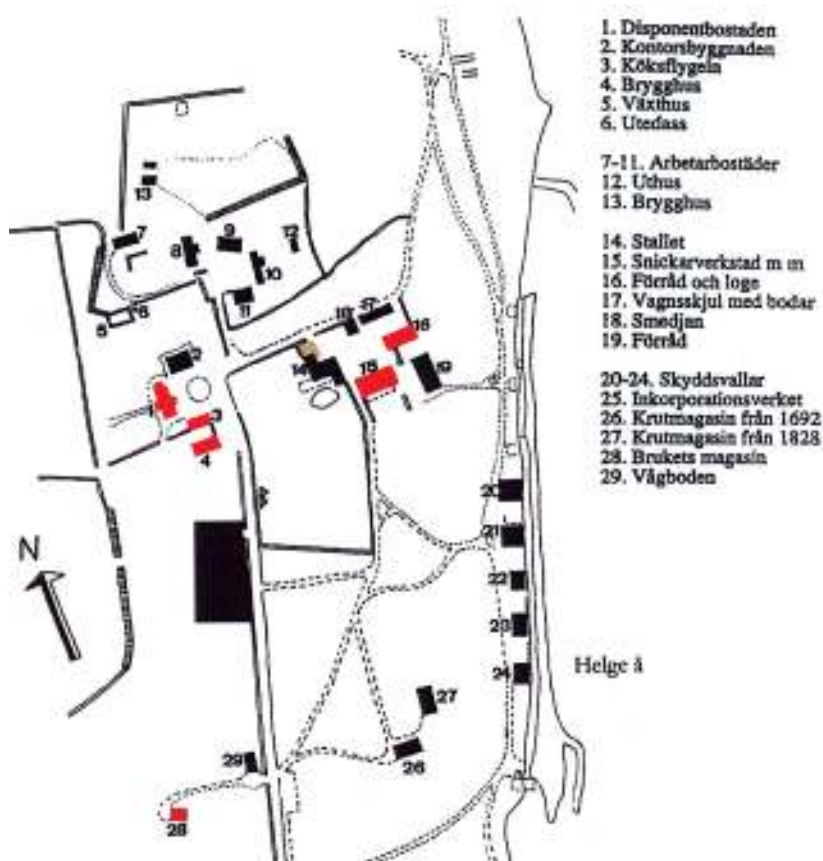 1. Disponentbostaden
2. Kontorsbyggnaden
3. Köksflygeln
4. Brygghus
5. Växthus
6. Utedass
7-11. Arbetarbostäder
12. Uthus
13. Brygghus
14. Stallet
15. Snickarverkstad m m
16. Förråd och loge
17. Vagnsskjul med bodar
18. Smedjan
19. Förråd
20-24. Skyddsvallar
25. Inkorporationsverket
26. Krutmagasin från 1692
27. Krutmagasin från 1828
28. Brukets magasin
29. Vågboden
13
7
8
9
12
10
11
6
5
2
3
4
18
17
16
14
15
19
20
21
22
23
24
N
Helge å
27
26
29
28